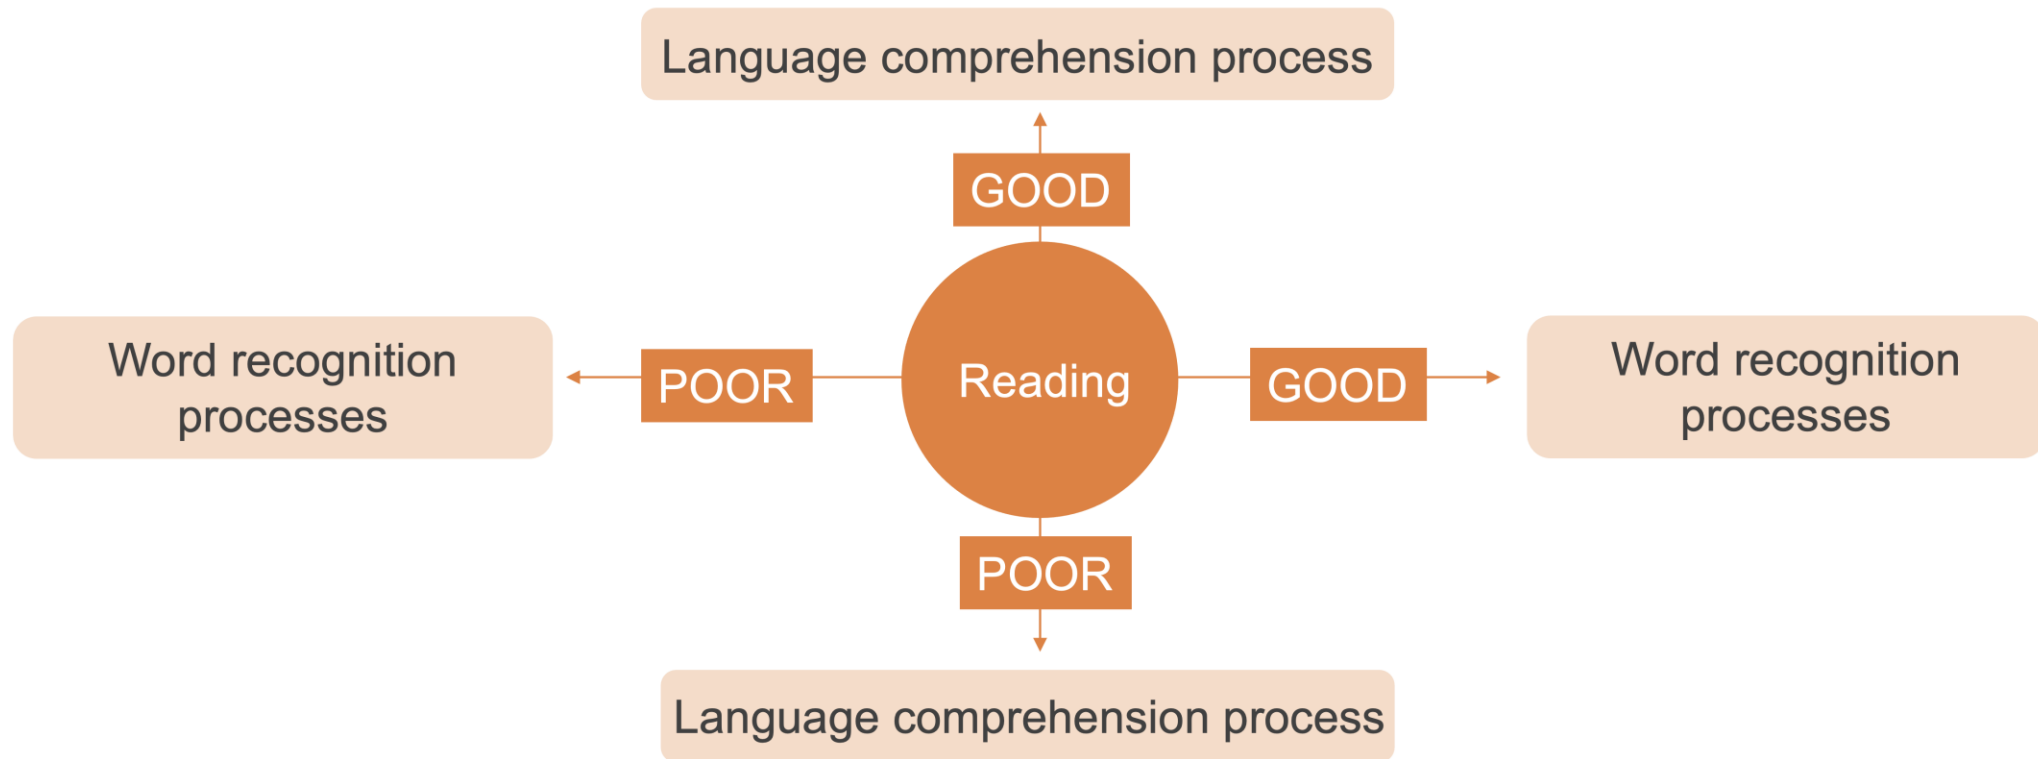 Language comprehension process
GOOD
Word recognition
processes
POOR
Reading
GOOD
Word recognition
processes
POOR
Language comprehension process